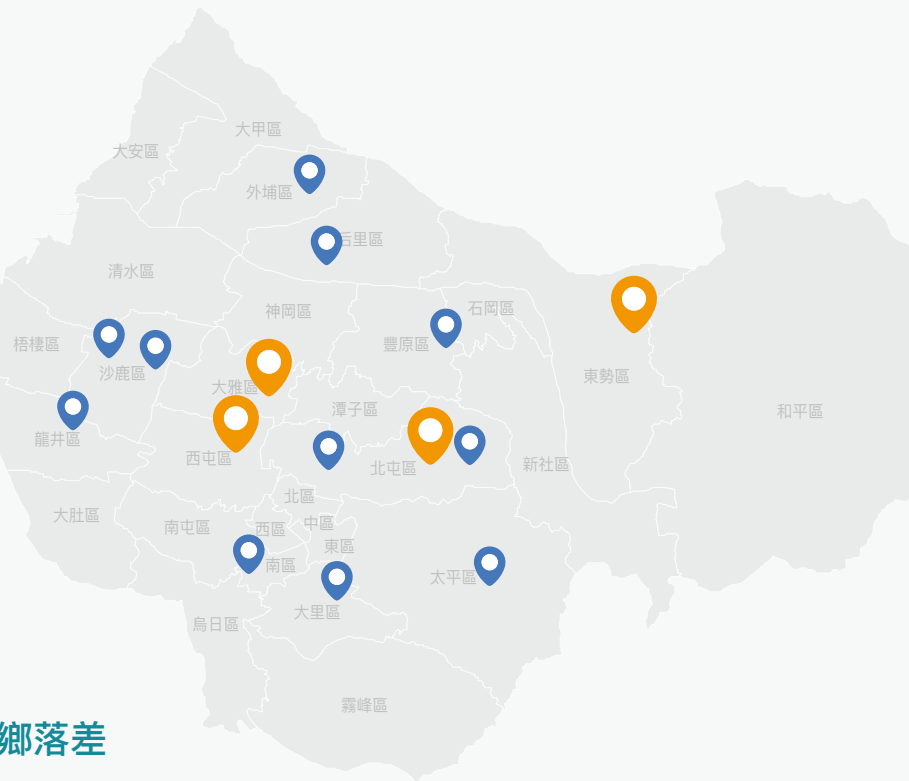 大甲區
大安區
外埔區
后里區
清水區
石岡區
神岡區
梧棲區
豐原區
沙鹿區
東勢區
大雅區
潭子區
和平區
龍井區
西屯區
北屯區
新社區
北區
大肚區
南屯區
西區
中區
東區
南區
太平區
大里區
烏日區
霧峰區
鄉落差